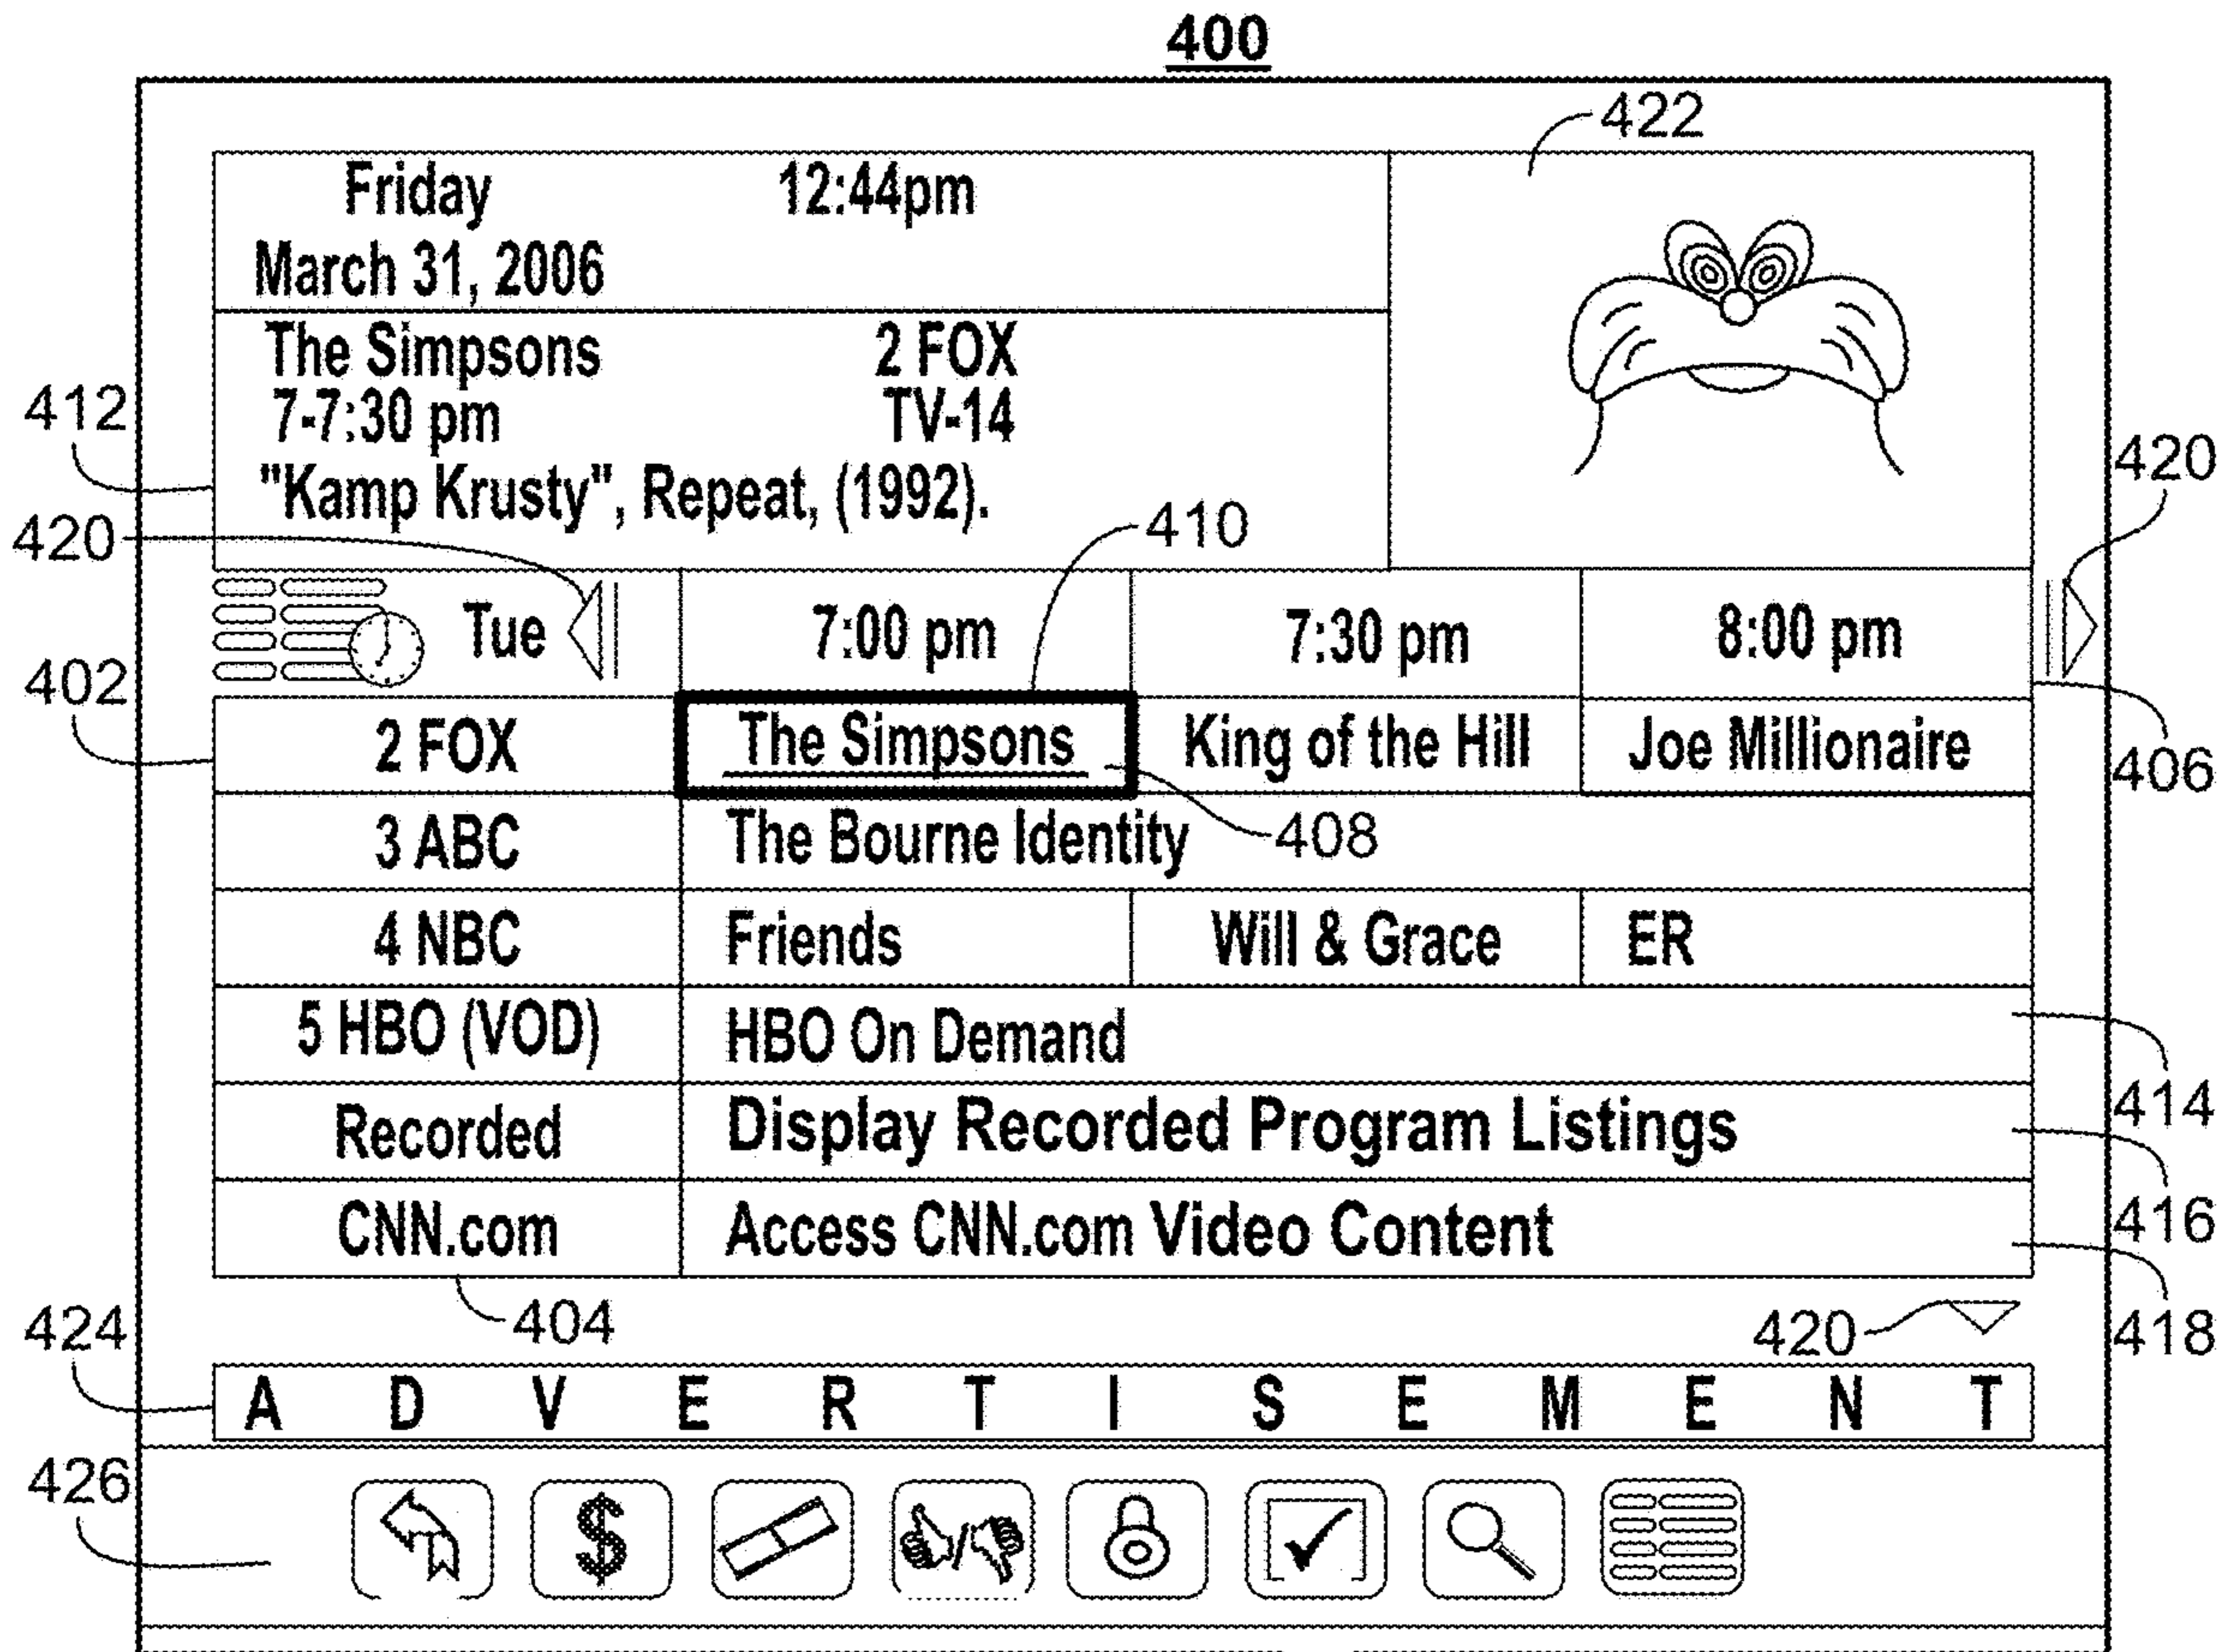 400
422
Friday 12:44pm
March 31, 2006
The Simpsons 2 FOX
412
7-7:30 pm TV-14
420
"Kamp Krusty", Repeat, (1992).
410
420
Tue 7:00 pm 7:30 pm 8:00 pm
402
2 FOX The Simpsons King of the Hill Joe Millionaire
406
3 ABC The Bourne Identity 408
4 NBC Friends Will & Grace ER
5 HBO (VOD) HBO On Demand
414
Recorded Display Recorded Program Listings
416
CNN.com Access CNN.com Video Content
424 404 420 418
A D V E R T I S E M E N T
426
$